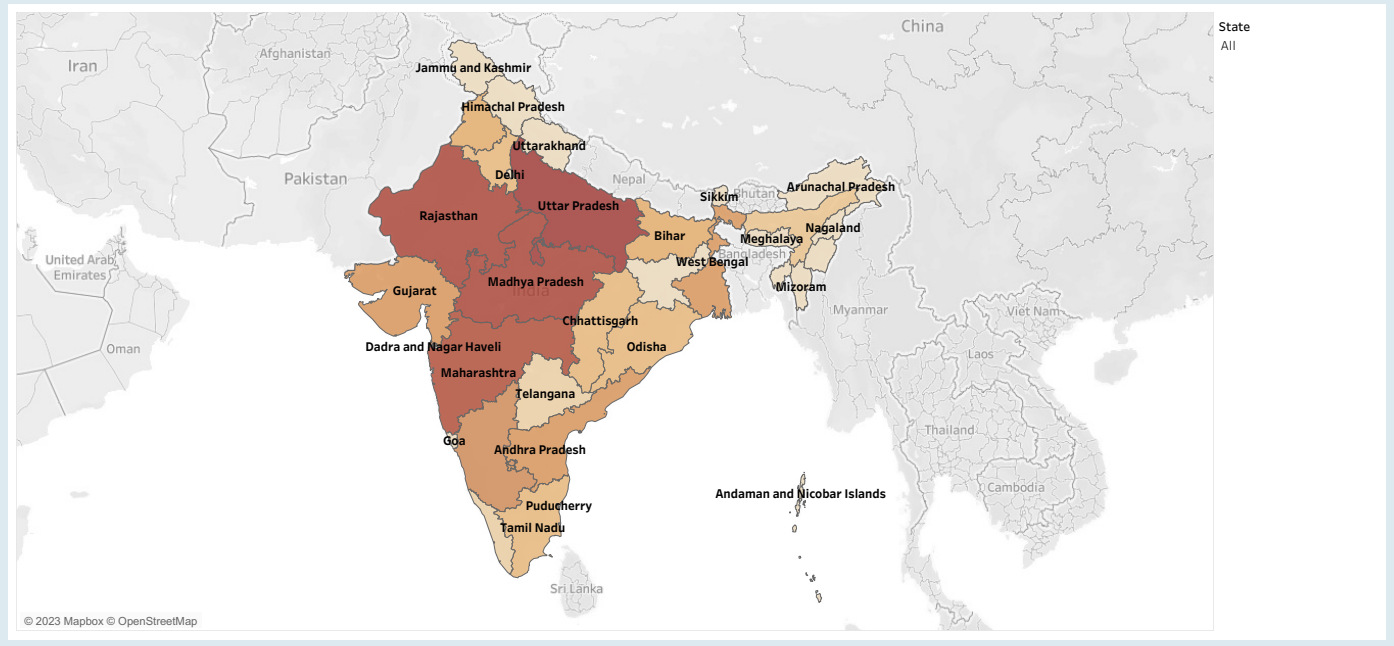 State
All
China
Afghanistan
Iran
Jammu and Kashmir
Himachal Pradesh
Uttarakhand
Pakistan
Delhi
Nepal
Sikkim
Bhutan
Arunachal Pradesh
Rajasthan
Uttar Pradesh
Bihar
Nagaland
Meghalaya
Bangladesh
West Bengal
United Arab
Emirates
Madhya Pradesh
India
Gujarat
Mizoram
Myanmar
Viet Nam
Chhattisgarh
Oman
Dadra and Nagar Haveli
Odisha
Laos
Maharashtra
Telangana
Thailand
Goa
Andhra Pradesh
Cambodia
Andaman and Nicobar Islands
Puducherry
Tamil Nadu
Sri Lanka
© 2023 Mapbox © OpenStreetMap